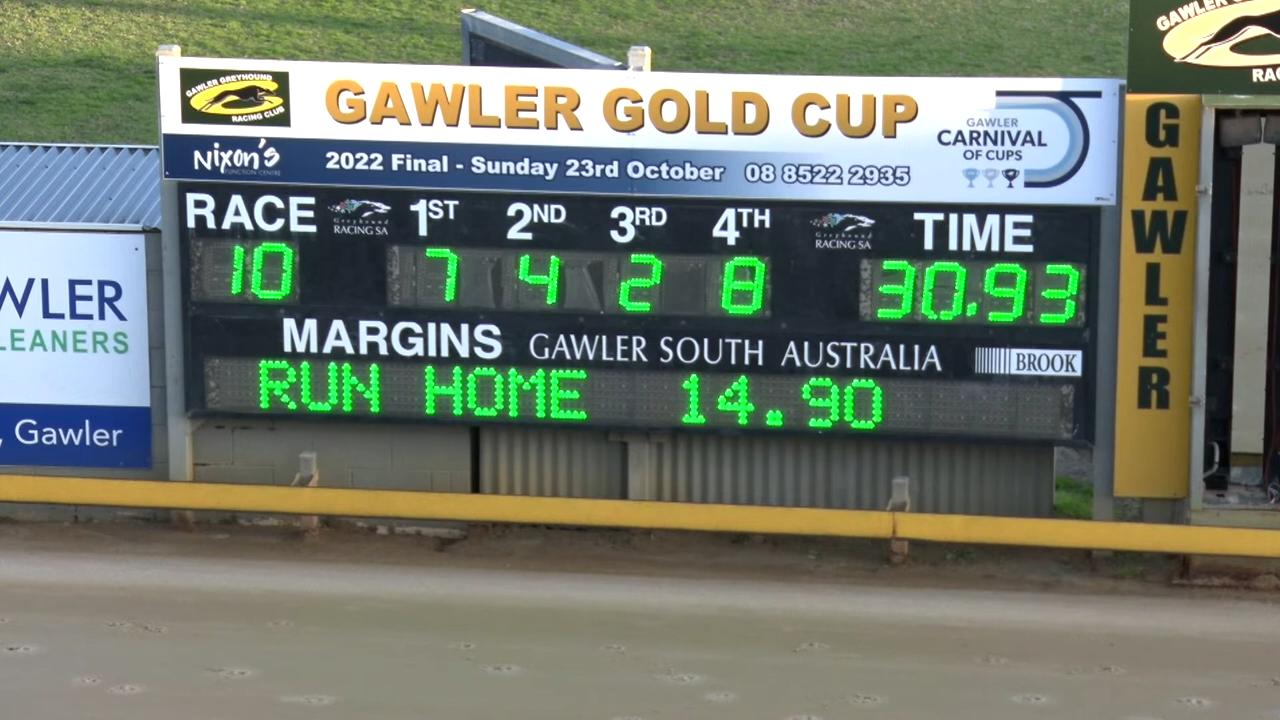 GAWLER GREYHOUND
RACING CLUB
GAWLER GOLD CUP
GAWLER
CARNIVAL
OF CUPS
Nixon's
FUNCTION CENTRE
2022 Final - Sunday 23rd October 08 8522 2935
RACE Greyhound RACING SA 1ST 2ND 3RD 4TH Greyhound RACING SA TIME
10 7 4 2 8 30.93
MARGINS GAWLER SOUTH AUSTRALIA BROOK
RUN HOME 14.90
WLER
LEANERS
, Gawler
GAWLER G
RAC
GAWLER